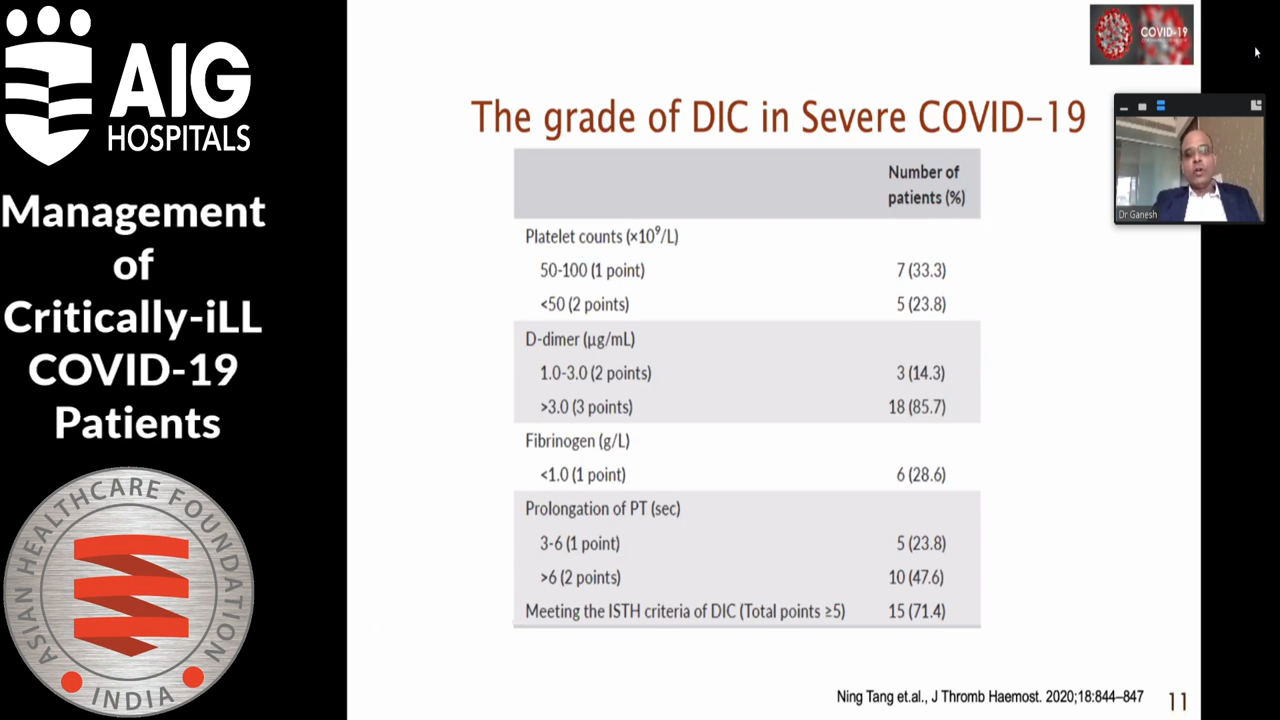 AIG
HOSPITALS
Management
of
Critically-iLL
COVID-19
Patients
ASIAN HEALTHCARE FOUNDATION
INDIA
COVID-19
The grade of DIC in Severe COVID-19
Number of
patients (%)
Platelet counts (×10⁹/L)
50-100 (1 point) 7 (33.3)
<50 (2 points) 5 (23.8)
D-dimer (μg/mL)
1.0-3.0 (2 points) 3 (14.3)
>3.0 (3 points) 18 (85.7)
Fibrinogen (g/L)
<1.0 (1 point) 6 (28.6)
Prolongation of PT (sec)
3-6 (1 point) 5 (23.8)
>6 (2 points) 10 (47.6)
Meeting the ISTH criteria of DIC (Total points ≥5) 15 (71.4)
Ning Tang et.al., J Thromb Haemost. 2020;18:844–847
11
Dr Ganesh